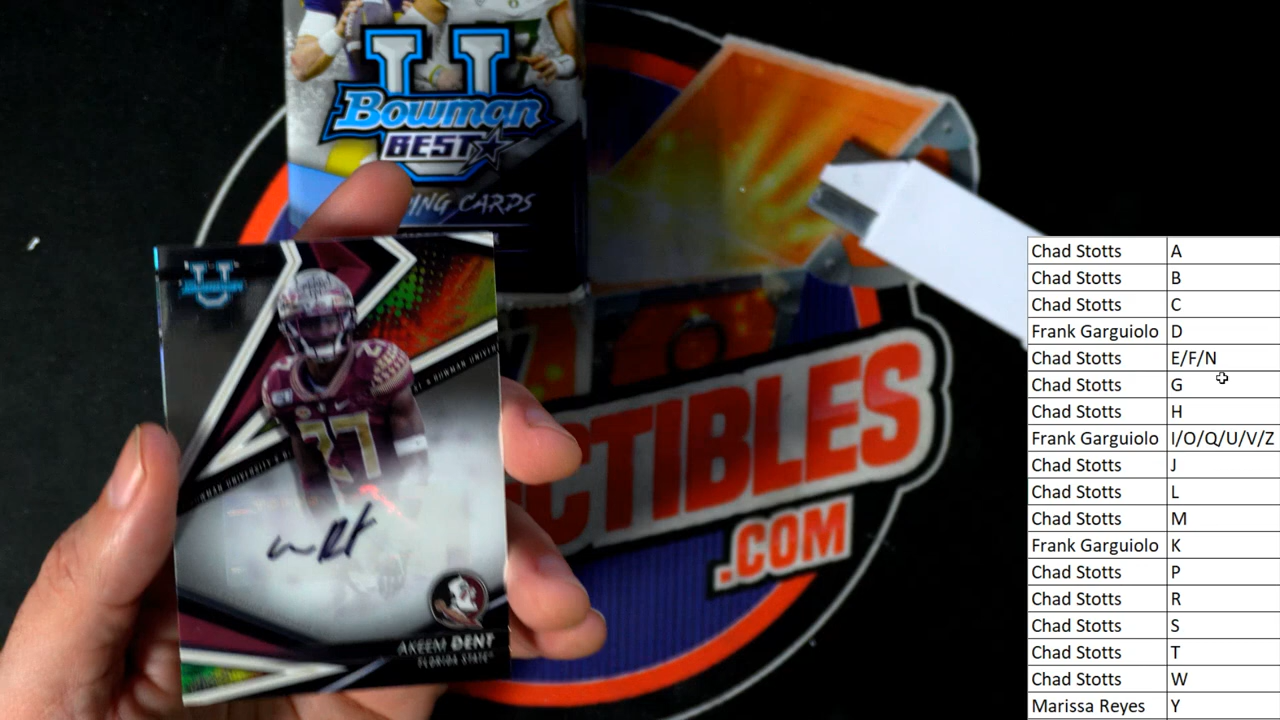 U
Bowman
BEST
ING CARDS
U
27
AKEEM DENT
FLORIDA STATE
CTIBLES
.COM
Chad Stotts A
Chad Stotts B
Chad Stotts C
Frank Garguiolo D
Chad Stotts E/F/N
Chad Stotts G
Chad Stotts H
Frank Garguiolo I/O/Q/U/V/Z
Chad Stotts J
Chad Stotts L
Chad Stotts M
Frank Garguiolo K
Chad Stotts P
Chad Stotts R
Chad Stotts S
Chad Stotts T
Chad Stotts W
Marissa Reyes Y